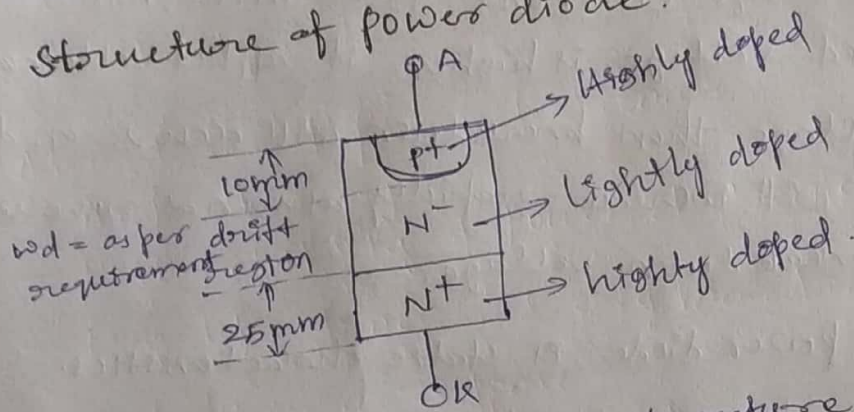 Structure of power diode.
A
Highly doped
P+
10mm
N⁻
Lightly doped
wd = as per drift
requirement region
N+
highly doped.
25mm
K